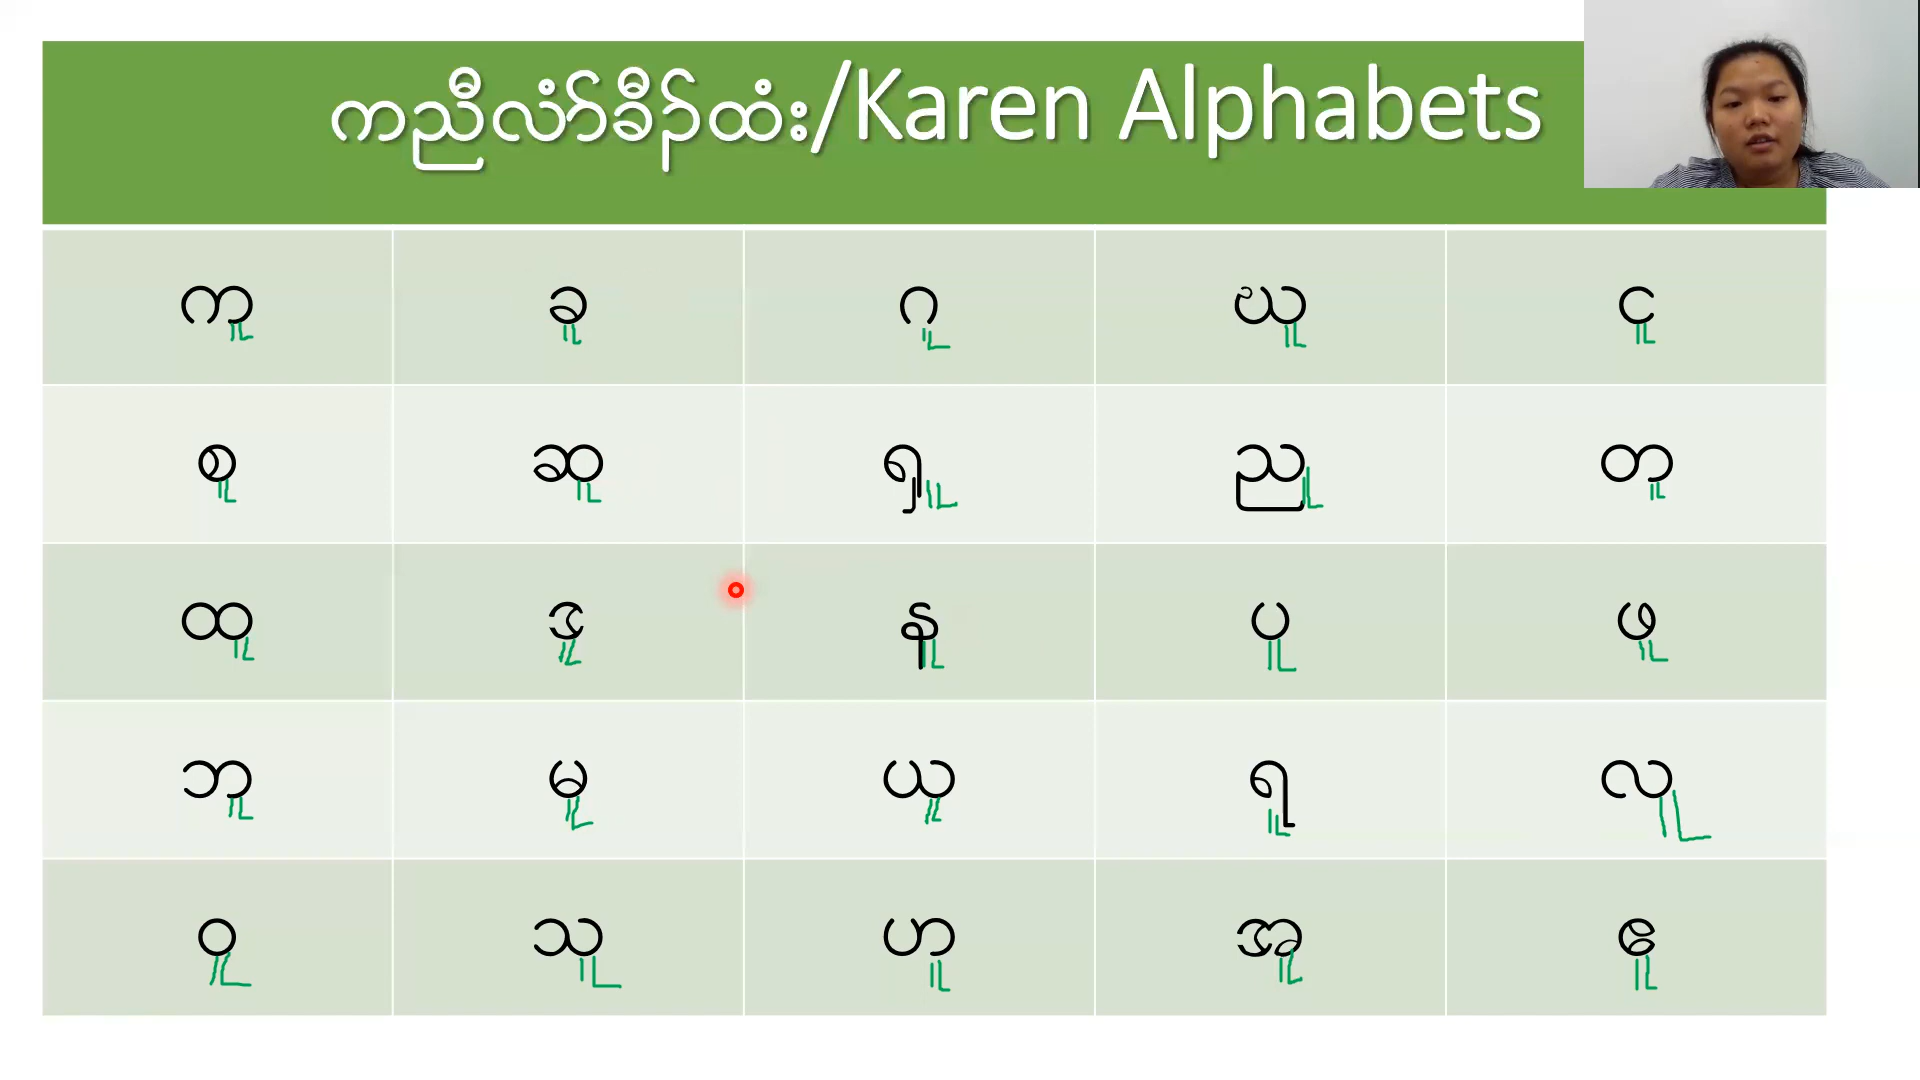 ကညီလံာ်ခီၣ်ထံး/Karen Alphabets
ကူ ခူ ဂူ ဃူ ငူ
စူ ဆူ ၡူ ညူ တူ
ထူ ဒူ နူ ပူ ဖူ
ဘူ မူ ယူ ရူ လူ
ဝူ သူ ဟူ အူ ဧူ